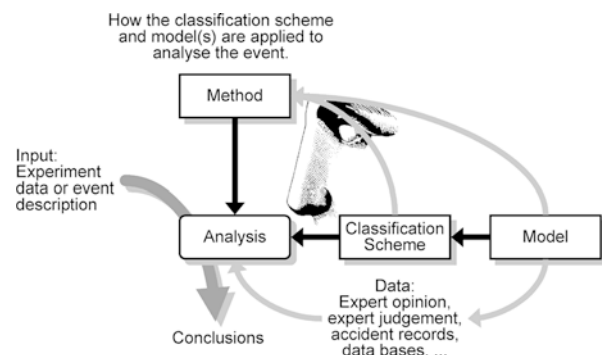 How the classification scheme
and model(s) are applied to
analyse the event.
Method
Input:
Experiment
data or event
description
Analysis
Classification
Scheme
Model
Data:
Expert opinion,
expert judgement,
accident records,
data bases, ...
Conclusions